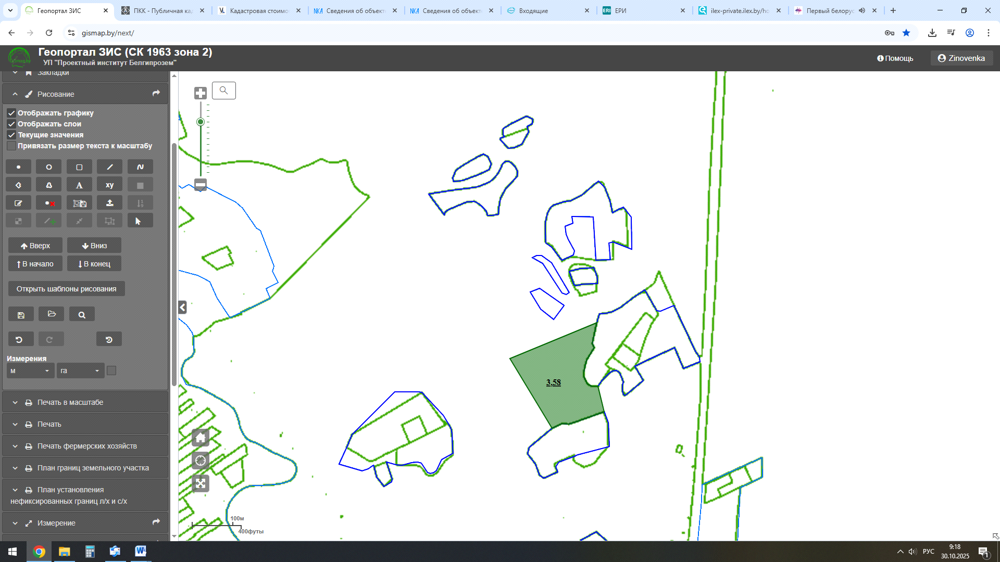 Геопортал ЗИС
ПКК - Публичная ка
Кадастровая стоимо
NKA Сведения об объект
NKA Сведения об объект
Входящие
ERI ЕРИ
ilex-private.ilex.by/ho
Первый белорус
gismap.by/next/
Геопортал ЗИС (СК 1963 зона 2)
УП "Проектный институт Белгипрозем"
Помощь
Zinovenka
Закладки
Рисование
Отображать графику
Отображать слои
Текущие значения
Привязать размер текста к масштабу
A
xy
Вверх
Вниз
В начало
В конец
Открыть шаблоны рисования
Измерения
м
га
Печать в масштабе
Печать
Печать фермерских хозяйств
План границ земельного участка
План установления
нефиксированных границ л/х и с/х
Измерение
3,58
100м
400футы
РУС
9:18
30.10.2025
1